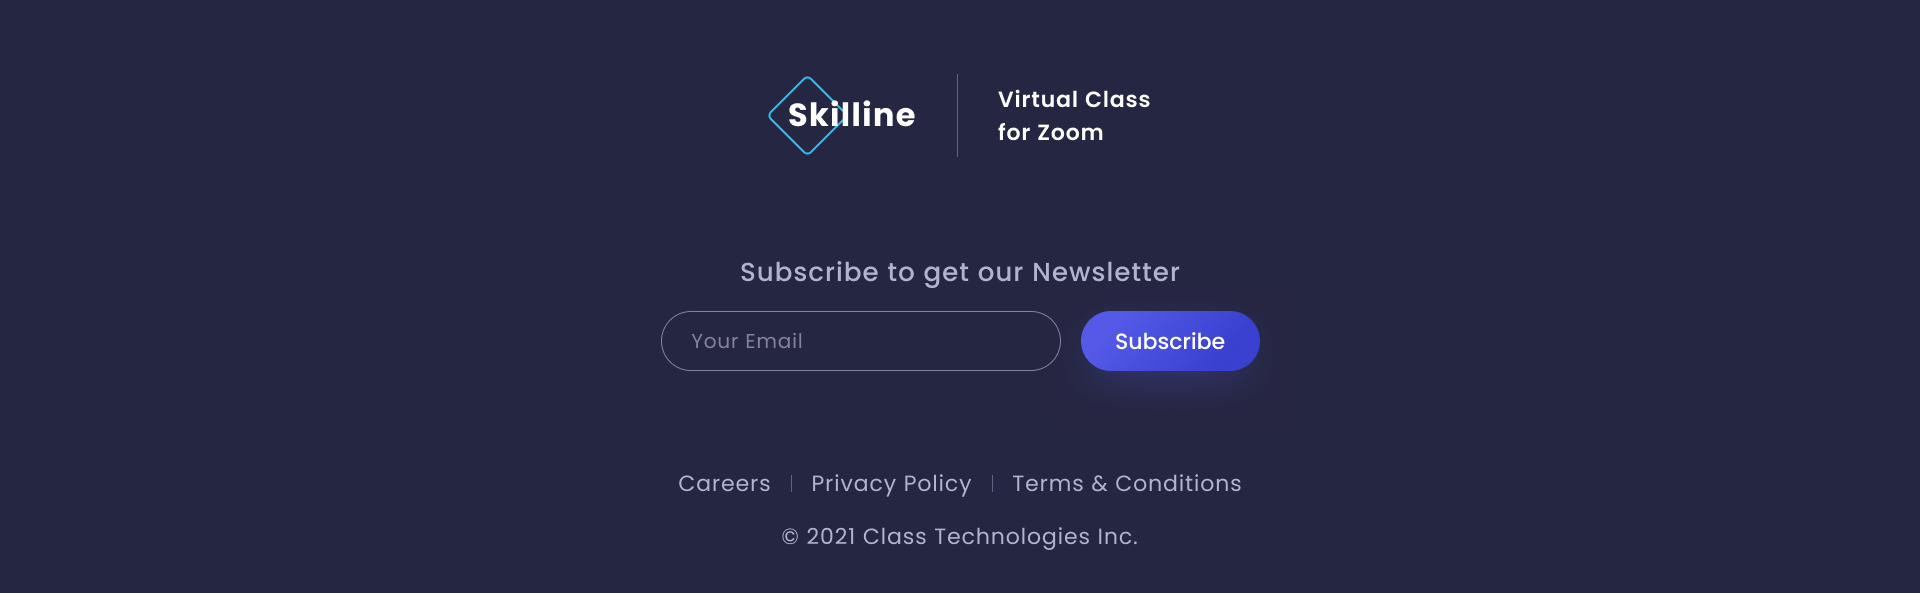 Skilline
Virtual Class
for Zoom
Subscribe to get our Newsletter
Your Email
Subscribe
Careers
Privacy Policy
Terms & Conditions
© 2021 Class Technologies Inc.